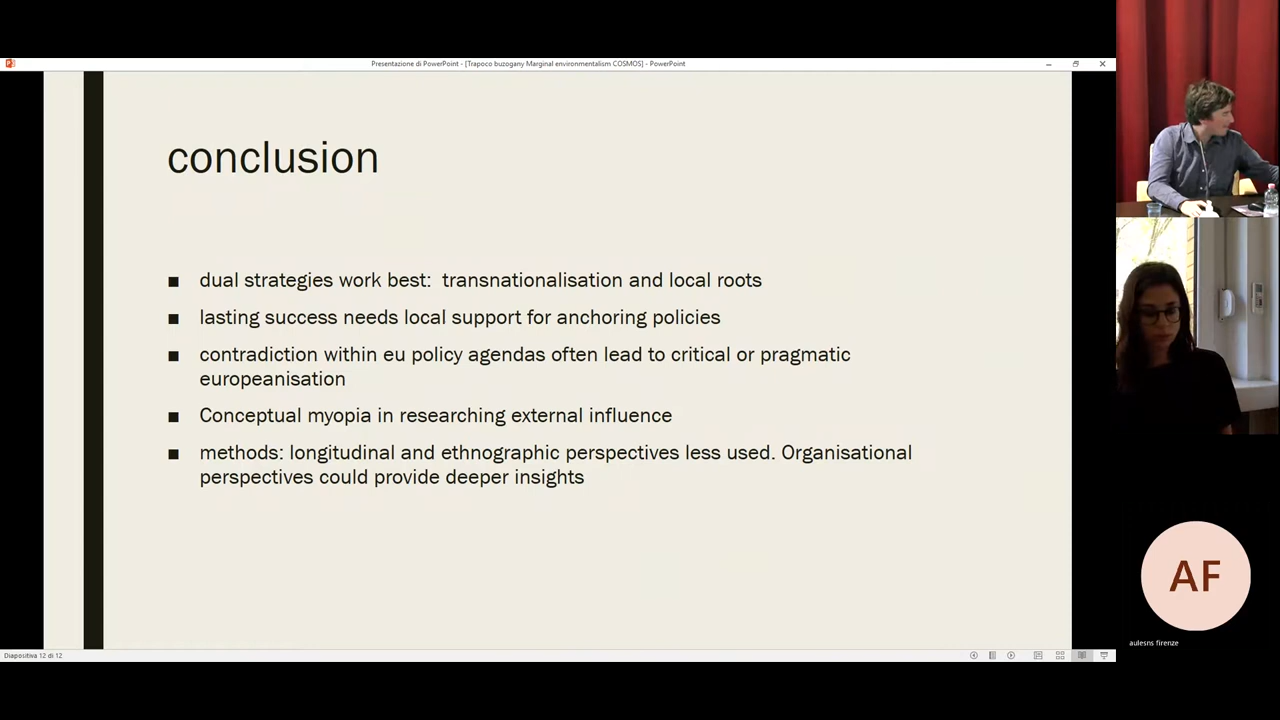 Presentazione di PowerPoint - [Trapoco buzogany Marginal environmentalism COSMOS] - PowerPoint
conclusion
■ dual strategies work best: transnationalisation and local roots
■ lasting success needs local support for anchoring policies
■ contradiction within eu policy agendas often lead to critical or pragmatic
europeanisation
■ Conceptual myopia in researching external influence
■ methods: longitudinal and ethnographic perspectives less used. Organisational
perspectives could provide deeper insights
AF
aulesns firenze
Diapositiva 12 di 12